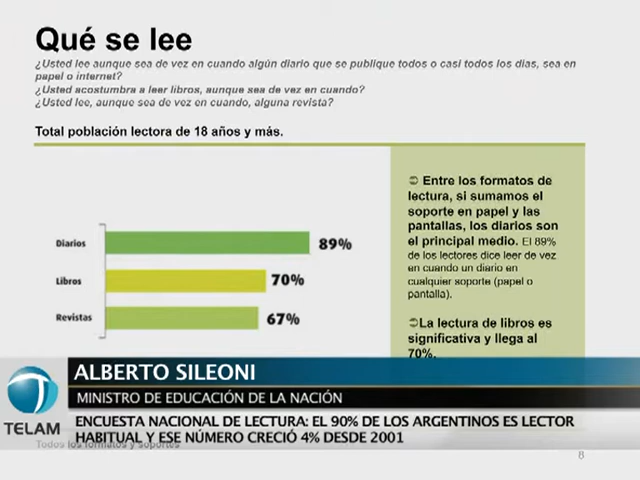 Qué se lee
¿Usted lee aunque sea de vez en cuando algún diario que se publique todos o casi todos los días, sea en
papel o internet?
¿Usted acostumbra a leer libros, aunque sea de vez en cuando?
¿Usted lee, aunque sea de vez en cuando, alguna revista?
Total población lectora de 18 años y más.
Diarios 89%
Libros 70%
Revistas 67%
Entre los formatos de
lectura, si sumamos el
soporte en papel y las
pantallas, los diarios son
el principal medio. El 89%
de los lectores dice leer de vez
en cuando un diario en
cualquier soporte (papel o
pantalla).
La lectura de libros es
significativa y llega al
70%.
ALBERTO SILEONI
MINISTRO DE EDUCACIÓN DE LA NACIÓN
TELAM
ENCUESTA NACIONAL DE LECTURA: EL 90% DE LOS ARGENTINOS ES LECTOR
HABITUAL Y ESE NÚMERO CRECIÓ 4% DESDE 2001
Todos los formatos y soportes
8